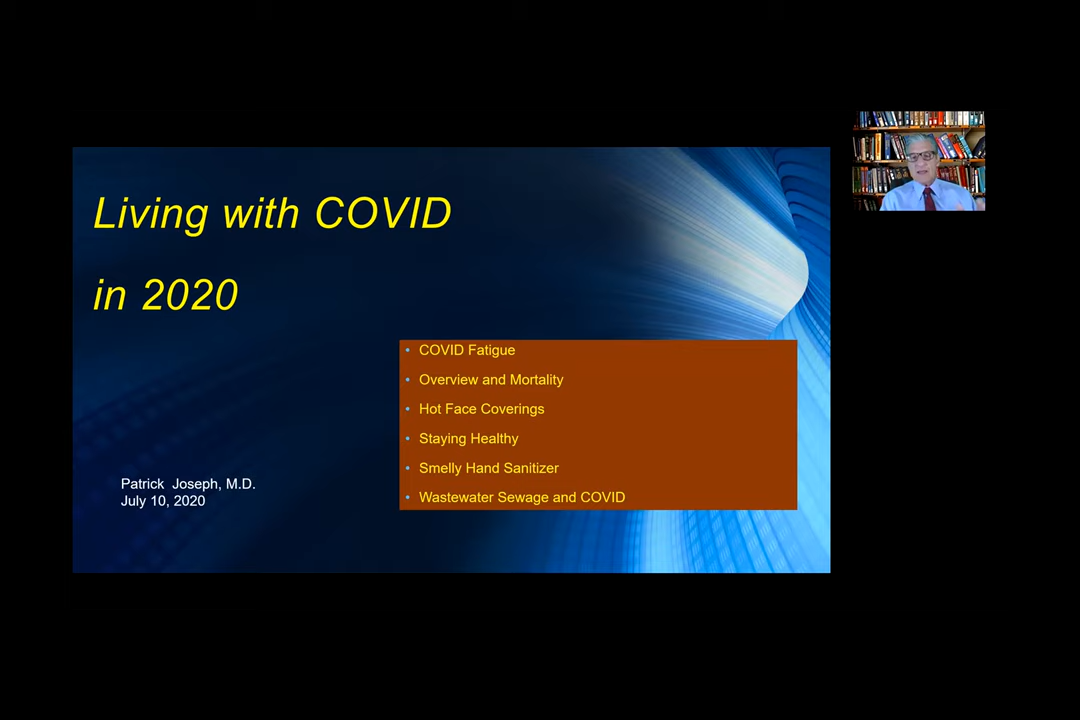 Living with COVID
in 2020
• COVID Fatigue
• Overview and Mortality
• Hot Face Coverings
• Staying Healthy
• Smelly Hand Sanitizer
• Wastewater Sewage and COVID
Patrick Joseph, M.D.
July 10, 2020